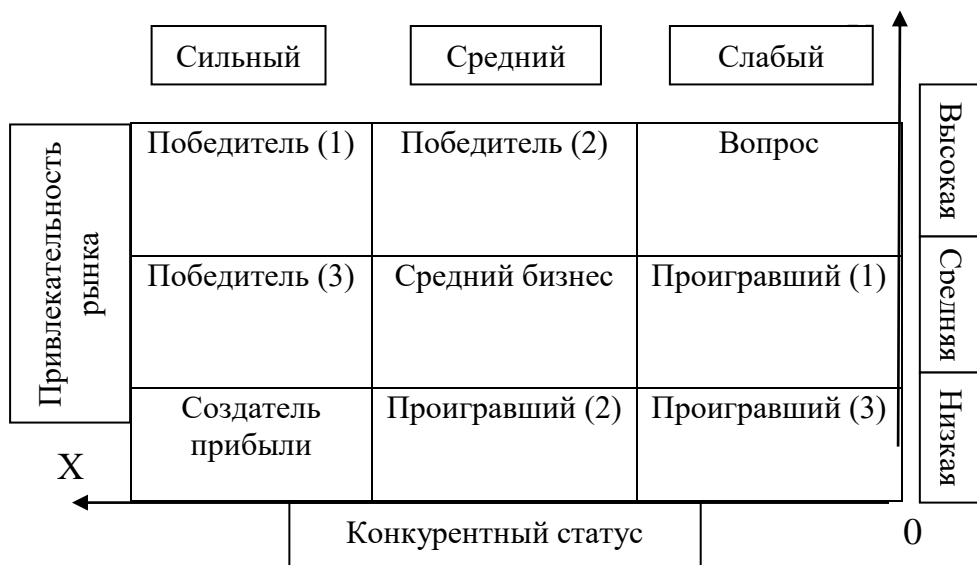 Сильный Средний Слабый
Высокая
Привлекательность
рынка
Победитель (1) Победитель (2) Вопрос
Победитель (3) Средний бизнес Проигравший (1)
Средняя
Создатель
прибыли
Проигравший (2) Проигравший (3)
Низкая
X
Конкурентный статус
0